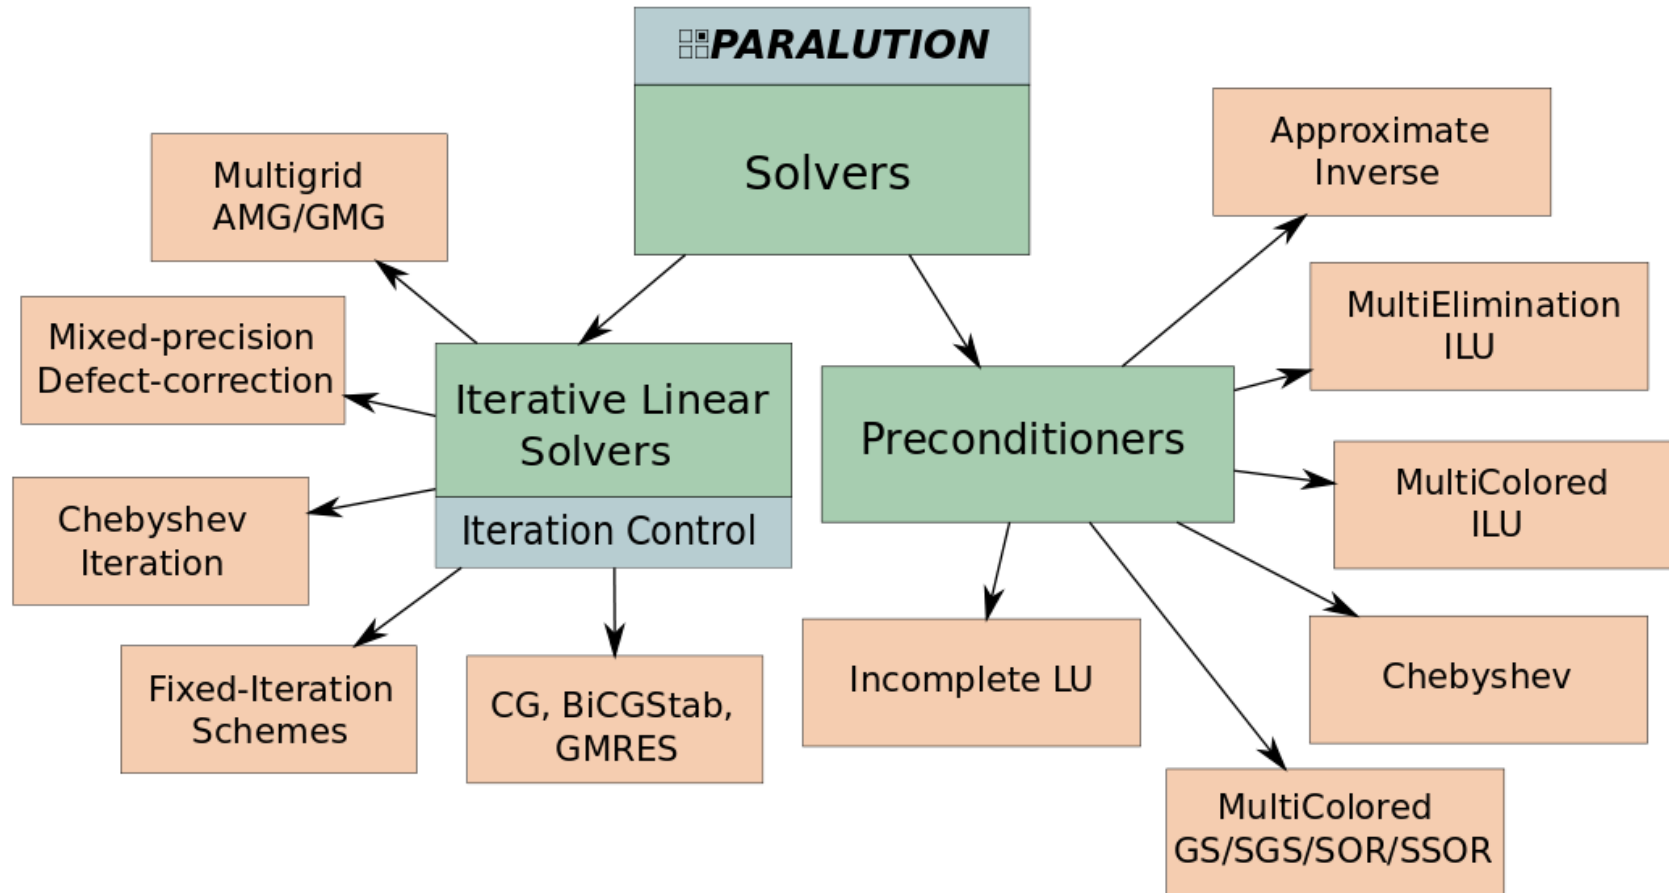 PARALUTION
Solvers
Multigrid
AMG/GMG
Mixed-precision
Defect-correction
Chebyshev
Iteration
Fixed-Iteration
Schemes
CG, BiCGStab,
GMRES
Iterative Linear
Solvers
Iteration Control
Preconditioners
Approximate
Inverse
MultiElimination
ILU
MultiColored
ILU
Chebyshev
MultiColored
GS/SGS/SOR/SSOR
Incomplete LU